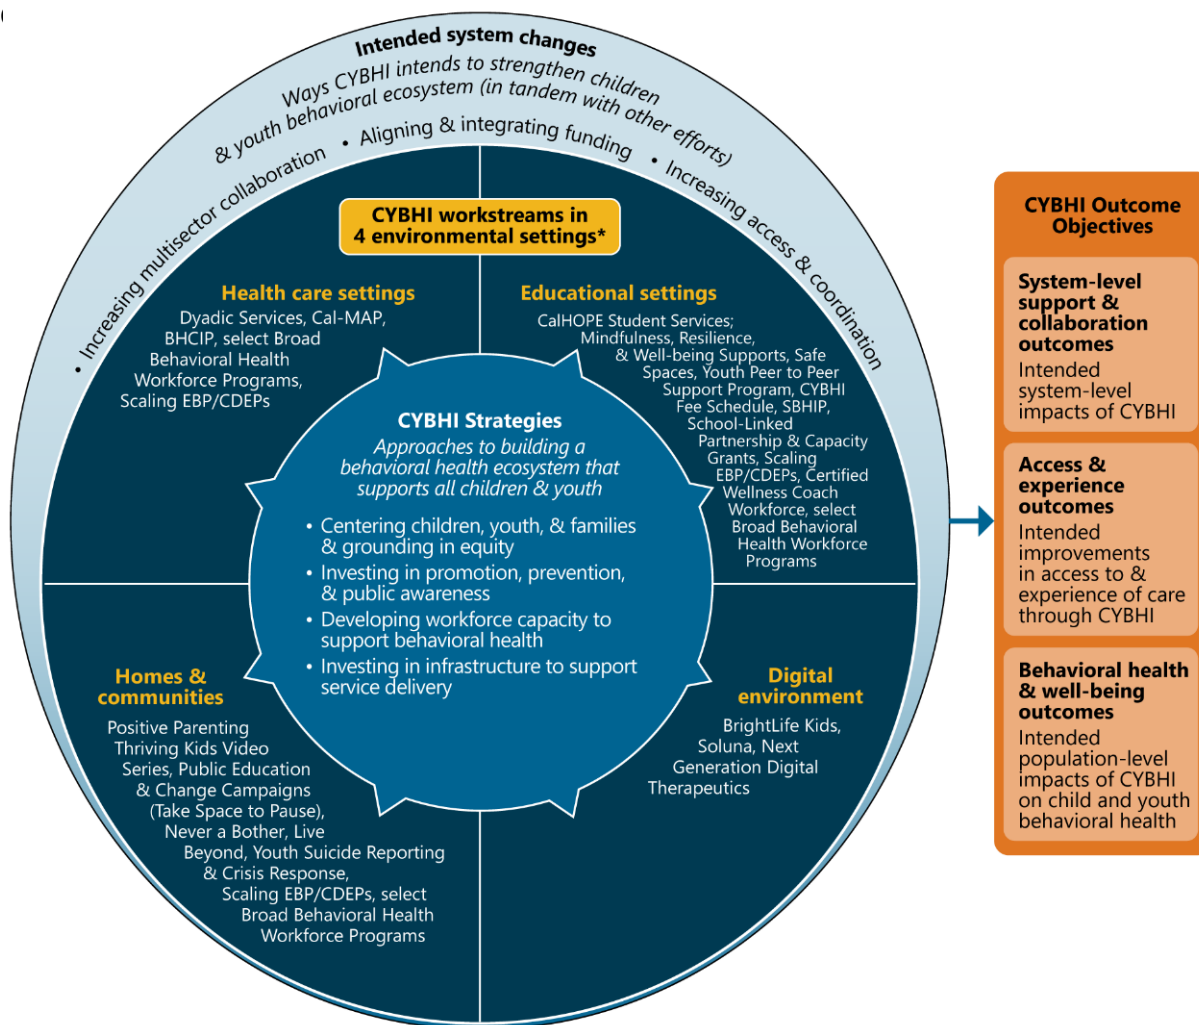 Intended system changes
Ways CYBHI intends to strengthen children
& youth behavioral ecosystem (in tandem with other efforts)
• Increasing multisector collaboration • Aligning & integrating funding • Increasing access & coordination
CYBHI workstreams in
4 environmental settings*
Health care settings
Dyadic Services, Cal-MAP,
BHCIP, select Broad
Behavioral Health
Workforce Programs,
Scaling EBP/CDEPs
Educational settings
CalHOPE Student Services;
Mindfulness, Resilience,
& Well-being Supports, Safe
Spaces, Youth Peer to Peer
Support Program, CYBHI
Fee Schedule, SBHIP,
School-Linked
Partnership & Capacity
Grants, Scaling
EBP/CDEPs, Certified
Wellness Coach
Workforce, select
Broad Behavioral
Health Workforce
Programs
CYBHI Strategies
Approaches to building a
behavioral health ecosystem that
supports all children & youth
• Centering children, youth, & families
& grounding in equity
• Investing in promotion, prevention,
& public awareness
• Developing workforce capacity to
support behavioral health
• Investing in infrastructure to support
service delivery
Homes &
communities
Positive Parenting
Thriving Kids Video
Series, Public Education
& Change Campaigns
(Take Space to Pause),
Never a Bother, Live
Beyond, Youth Suicide Reporting
& Crisis Response,
Scaling EBP/CDEPs, select
Broad Behavioral Health
Workforce Programs
Digital
environment
BrightLife Kids,
Soluna, Next
Generation Digital
Therapeutics
CYBHI Outcome
Objectives
System-level
support &
collaboration
outcomes
Intended
system-level
impacts of CYBHI
Access &
experience
outcomes
Intended
improvements
in access to &
experience of care
through CYBHI
Behavioral health
& well-being
outcomes
Intended
population-level
impacts of CYBHI
on child and youth
behavioral health